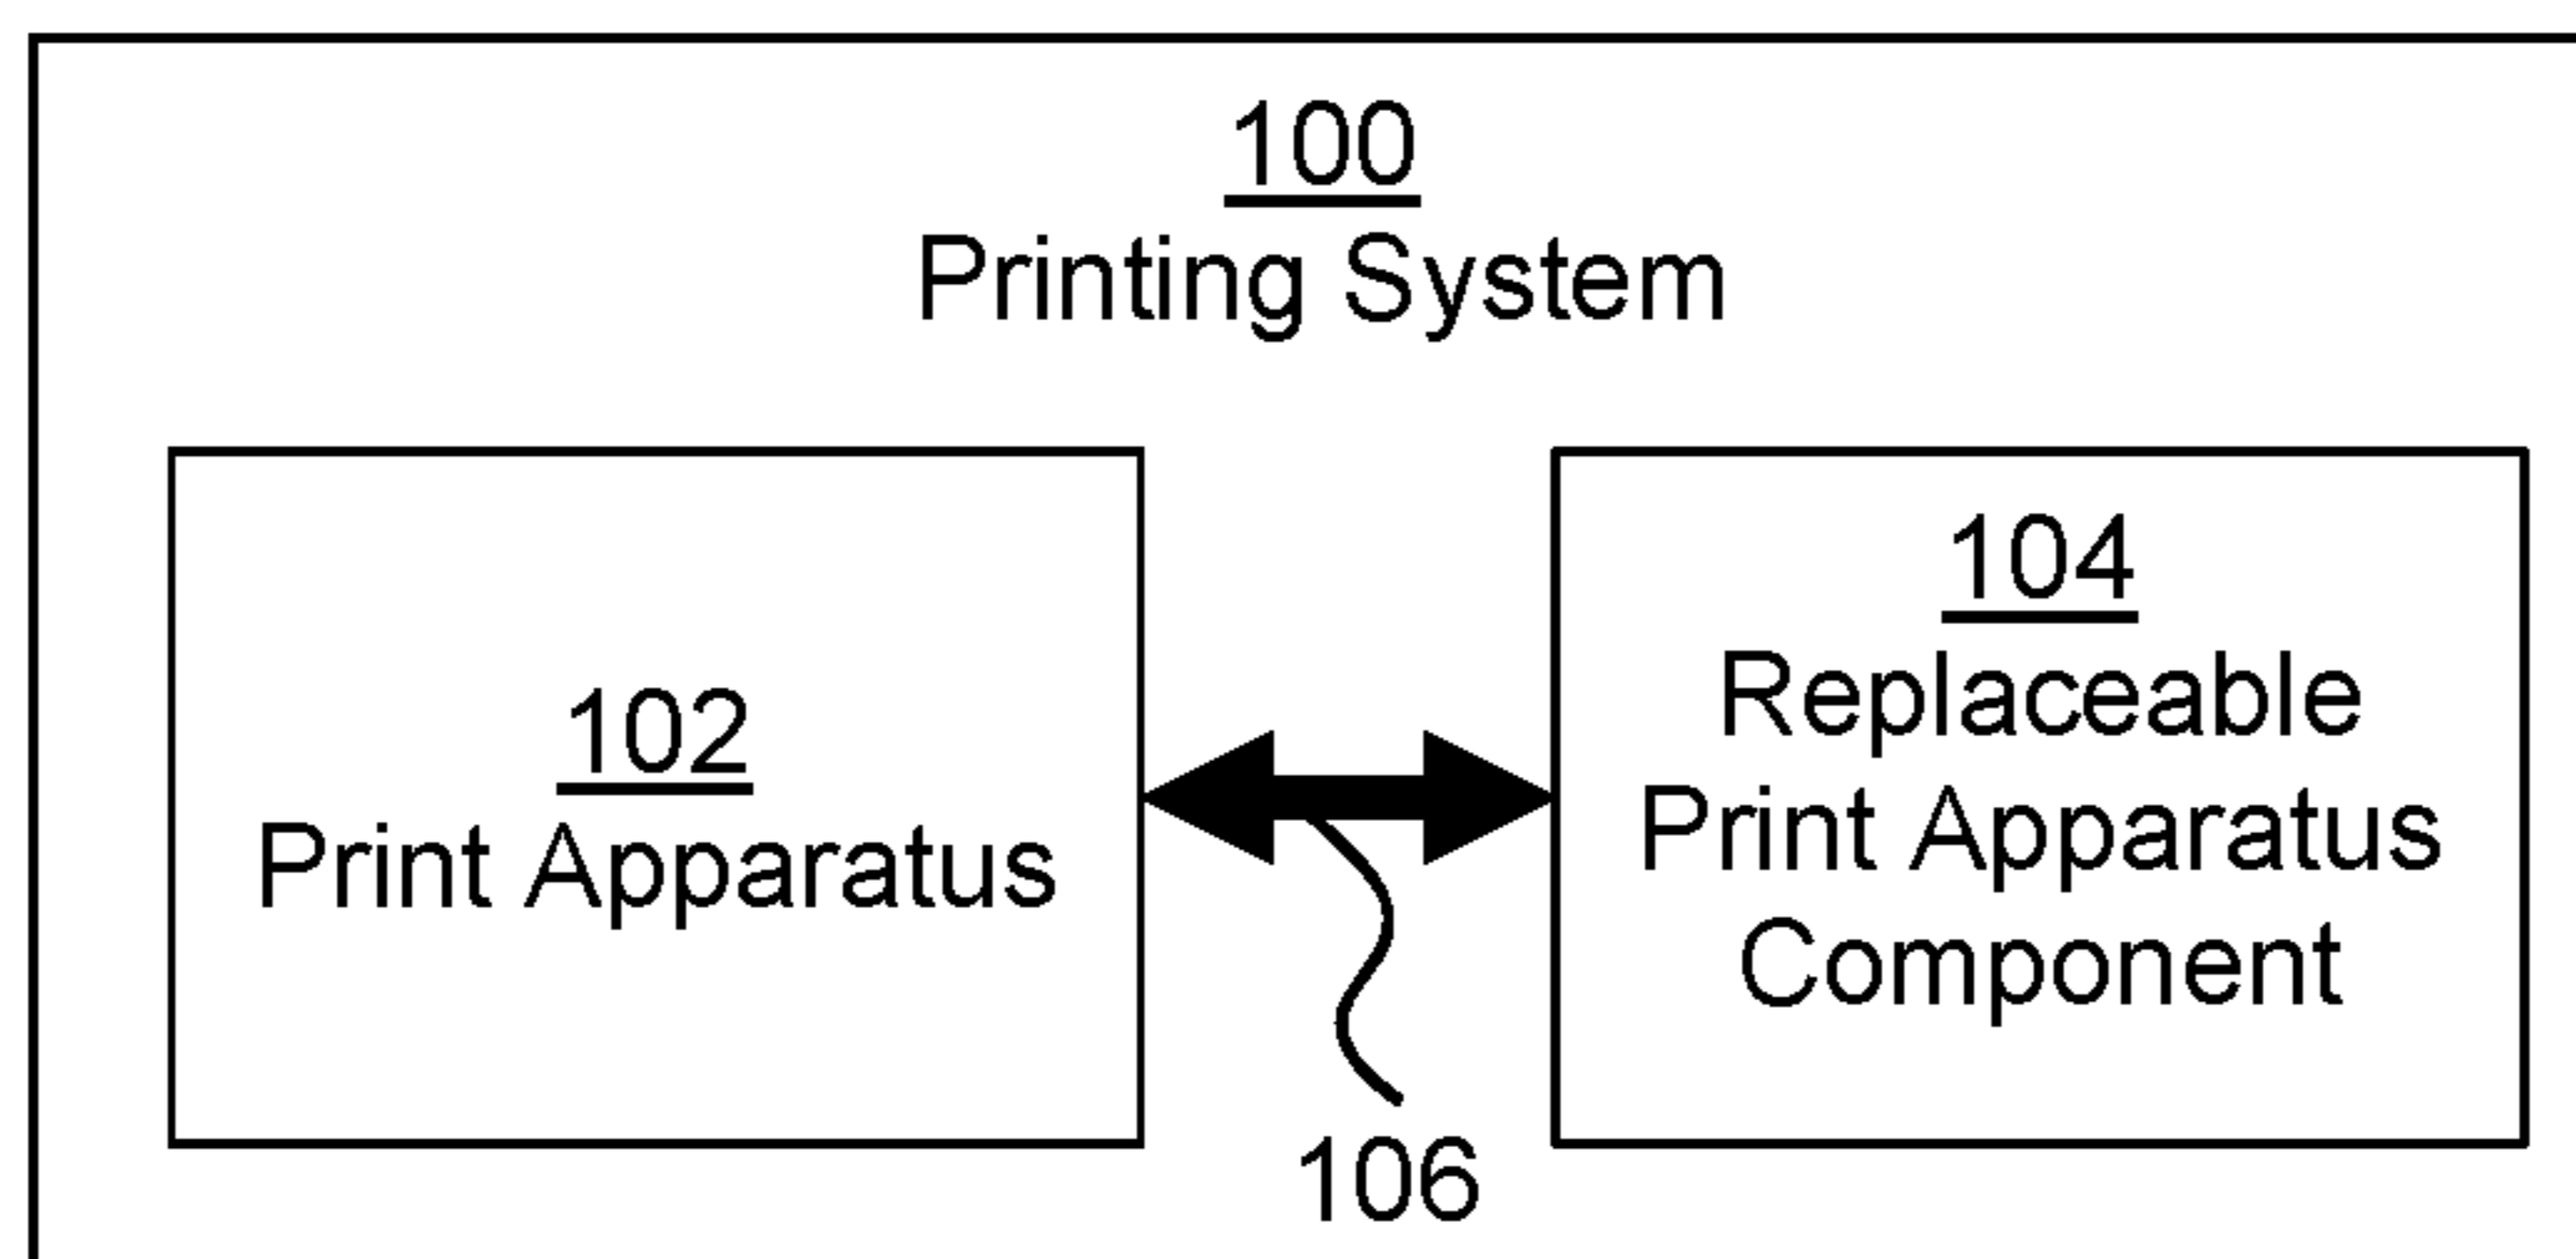 100
Printing System
102
Print Apparatus
104
Replaceable
Print Apparatus
Component
106